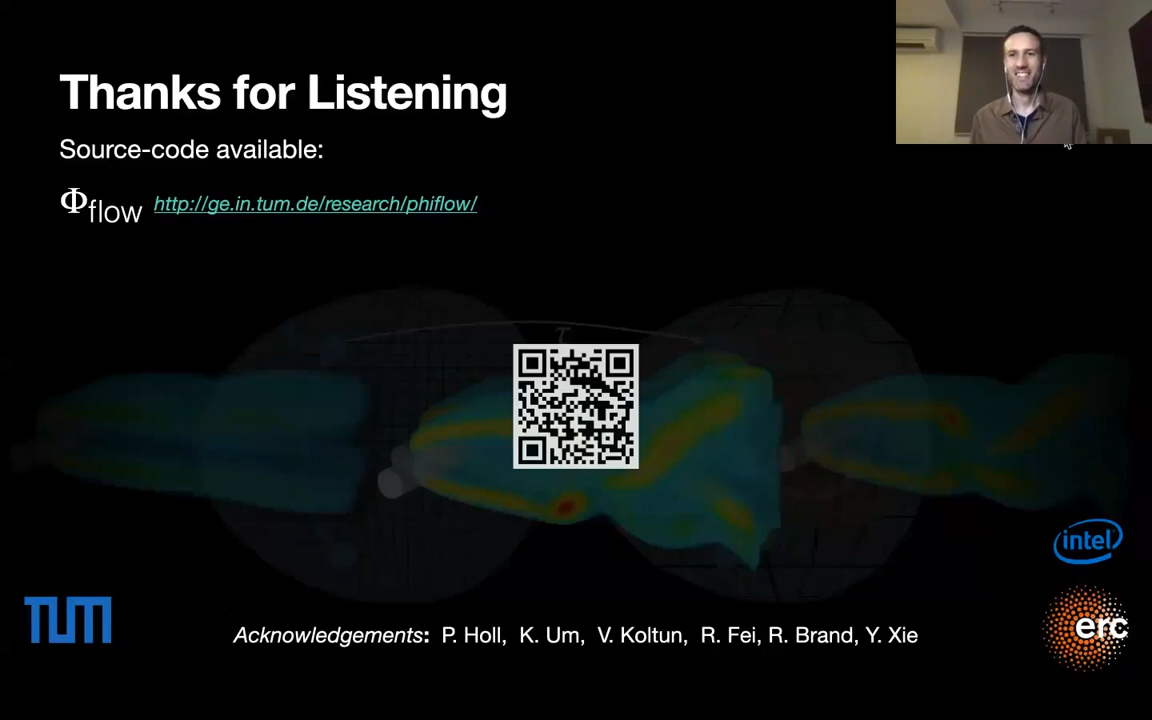 Thanks for Listening
Source-code available:
Φflow http://ge.in.tum.de/research/phiflow/
τ
intel
TUM
erc
Acknowledgements: P. Holl, K. Um, V. Koltun, R. Fei, R. Brand, Y. Xie